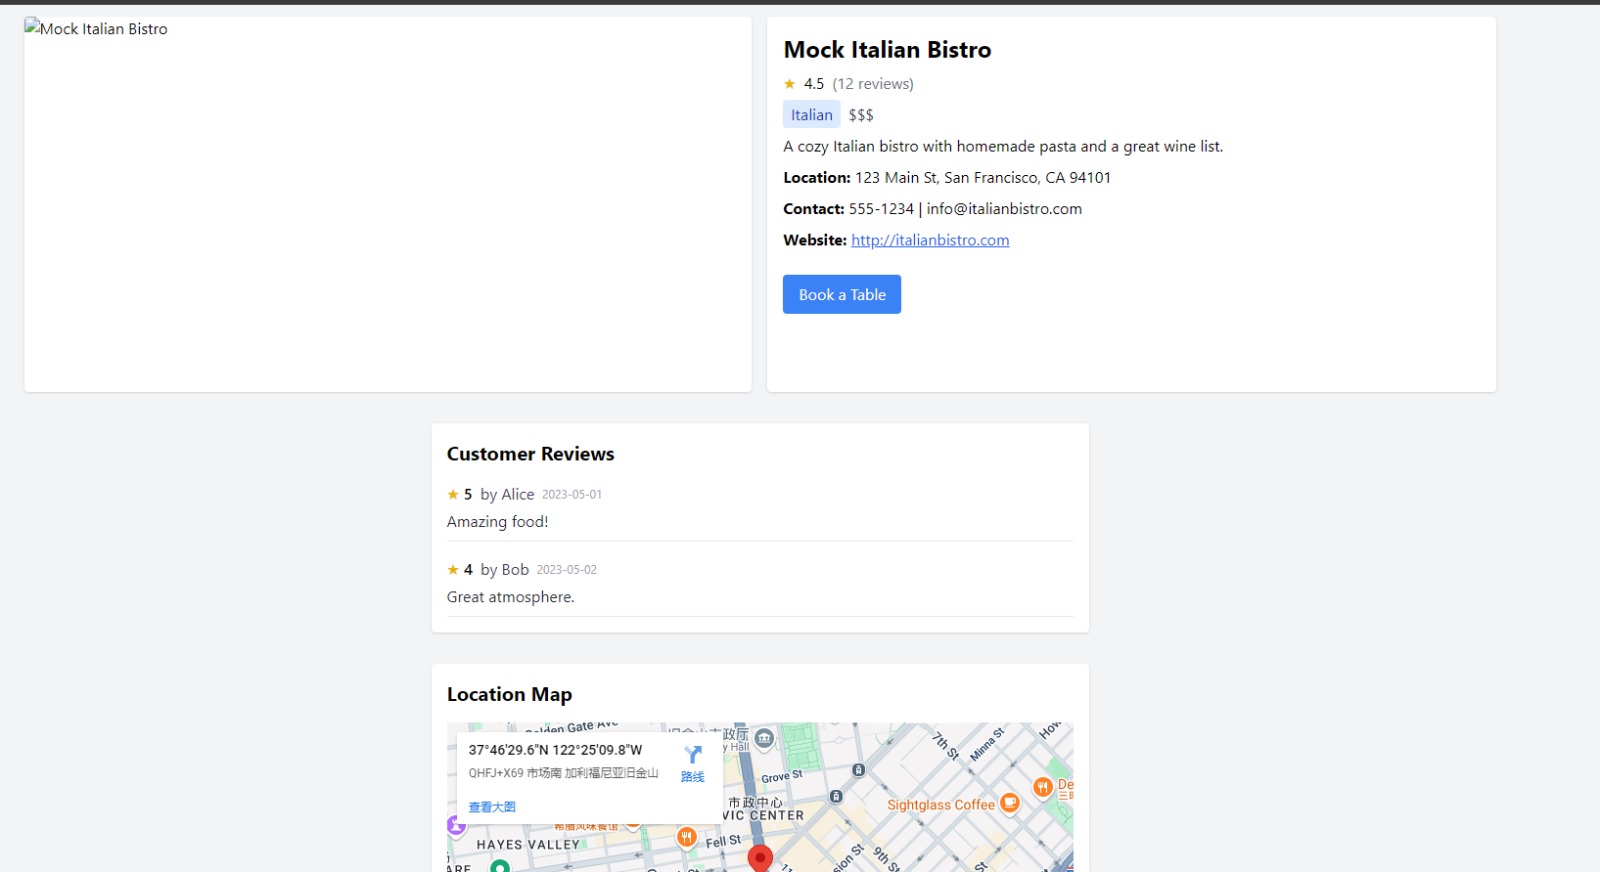 Mock Italian Bistro
Mock Italian Bistro
★ 4.5 (12 reviews)
Italian $$$
A cozy Italian bistro with homemade pasta and a great wine list.
Location: 123 Main St, San Francisco, CA 94101
Contact: 555-1234 | info@italianbistro.com
Website: http://italianbistro.com
Book a Table
Customer Reviews
★ 5 by Alice 2023-05-01
Amazing food!
★ 4 by Bob 2023-05-02
Great atmosphere.
Location Map
37°46'29.6"N 122°25'09.8"W
QHFJ+X69 市场南 加利福尼亚旧金山
路线
查看大图
Golden Gate Ave
市政厅
y Hall
Grove St
7th St
Minna St
How
市政中心
VIC CENTER
Sightglass Coffee
De
HAYES VALLEY
Fell St
9th St
ARE